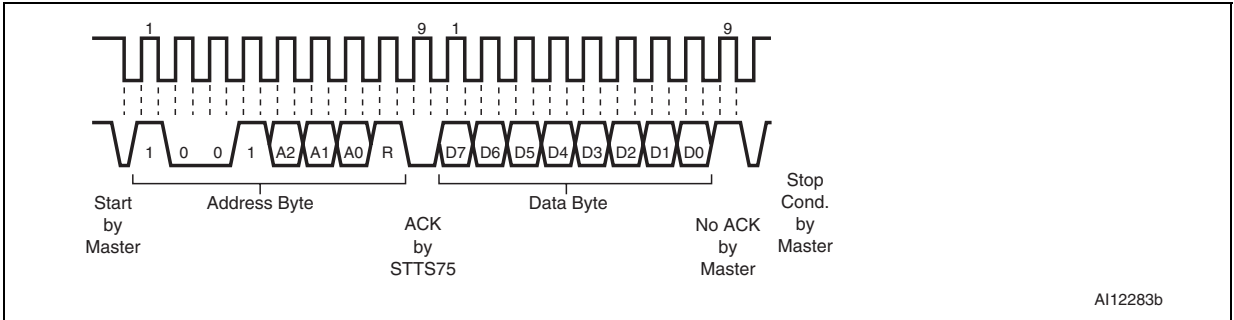 1 9 1 9
1 0 0 1 A2 A1 A0 R D7 D6 D5 D4 D3 D2 D1 D0
Start
by
Master
Address Byte
ACK
by
STTS75
Data Byte
No ACK
by
Master
Stop
Cond.
by
Master
AI12283b